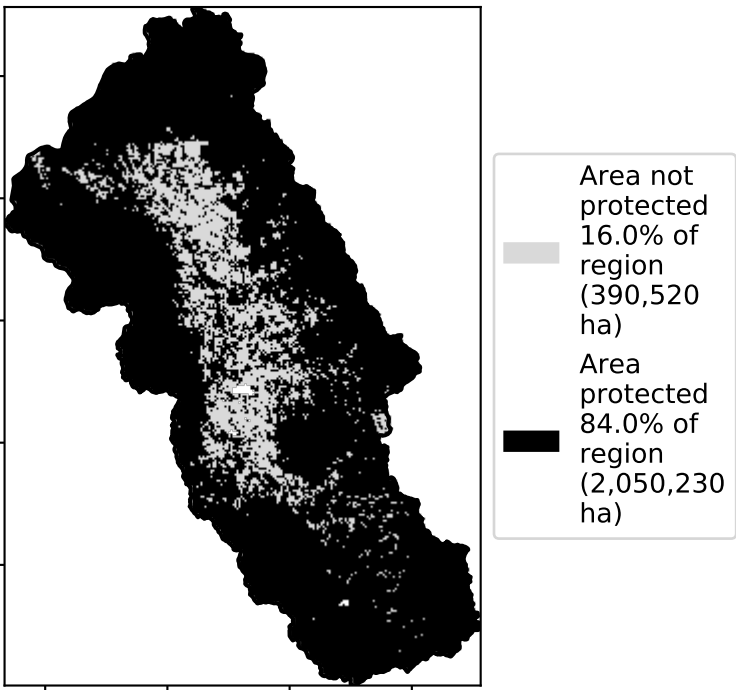 Area not
protected
16.0% of
region
(390,520
ha)
Area
protected
84.0% of
region
(2,050,230
ha)